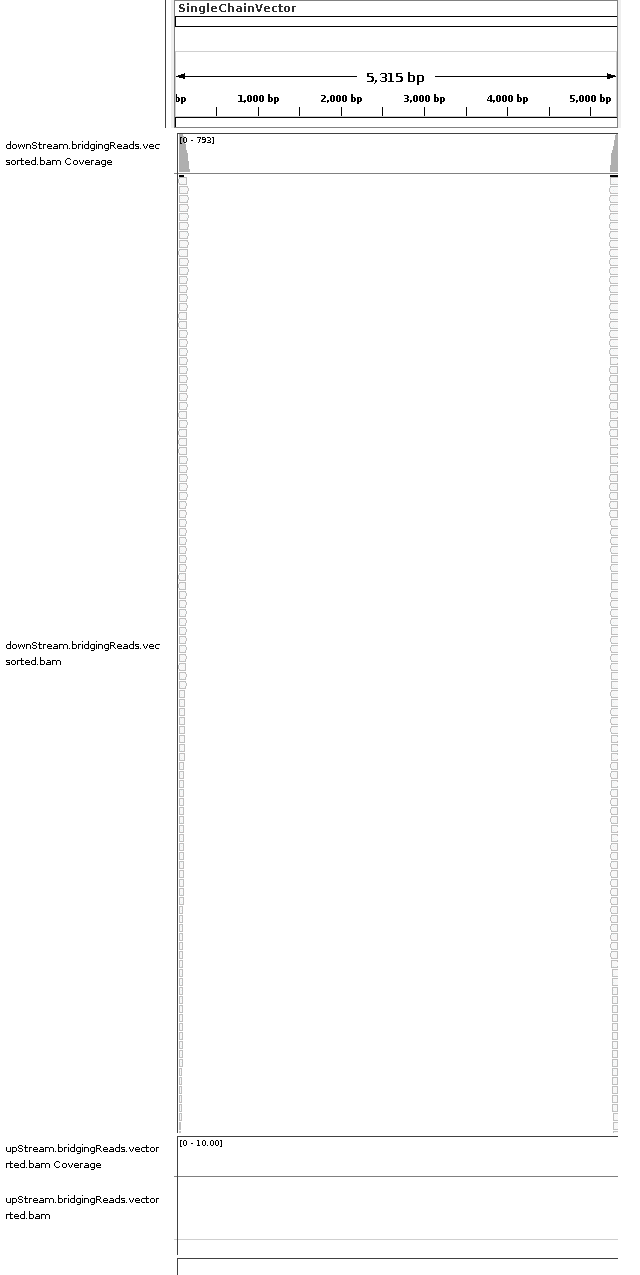 SingleChainVector
5,315 bp
bp 1,000 bp 2,000 bp 3,000 bp 4,000 bp 5,000 bp
downStream.bridgingReads.vec
sorted.bam Coverage
[0 - 793]
downStream.bridgingReads.vec
sorted.bam
upStream.bridgingReads.vector
rted.bam Coverage
[0 - 10.00]
upStream.bridgingReads.vector
rted.bam